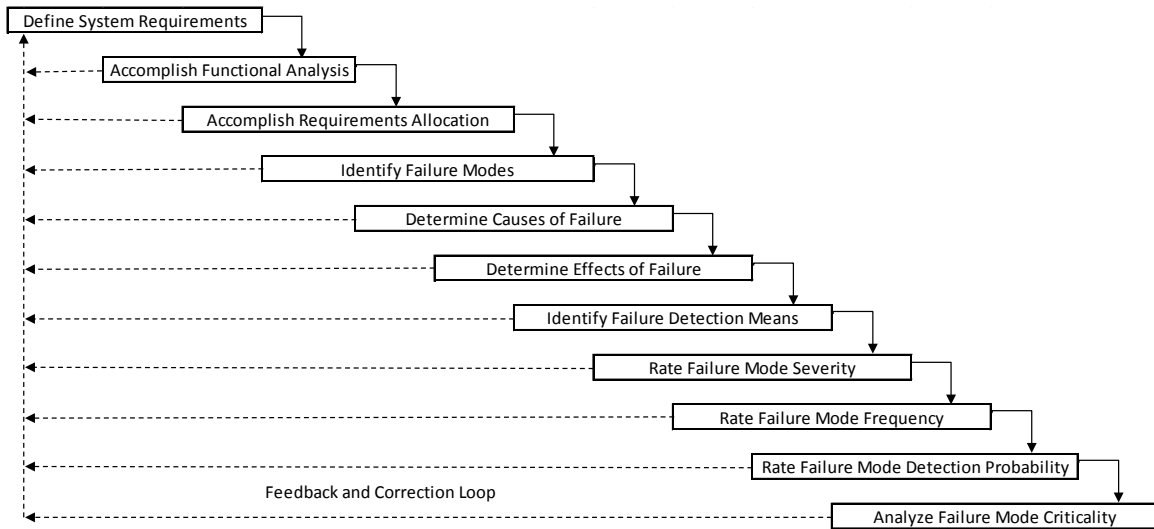 Define System Requirements
Accomplish Functional Analysis
Accomplish Requirements Allocation
Identify Failure Modes
Determine Causes of Failure
Determine Effects of Failure
Identify Failure Detection Means
Rate Failure Mode Severity
Rate Failure Mode Frequency
Rate Failure Mode Detection Probability
Feedback and Correction Loop
Analyze Failure Mode Criticality